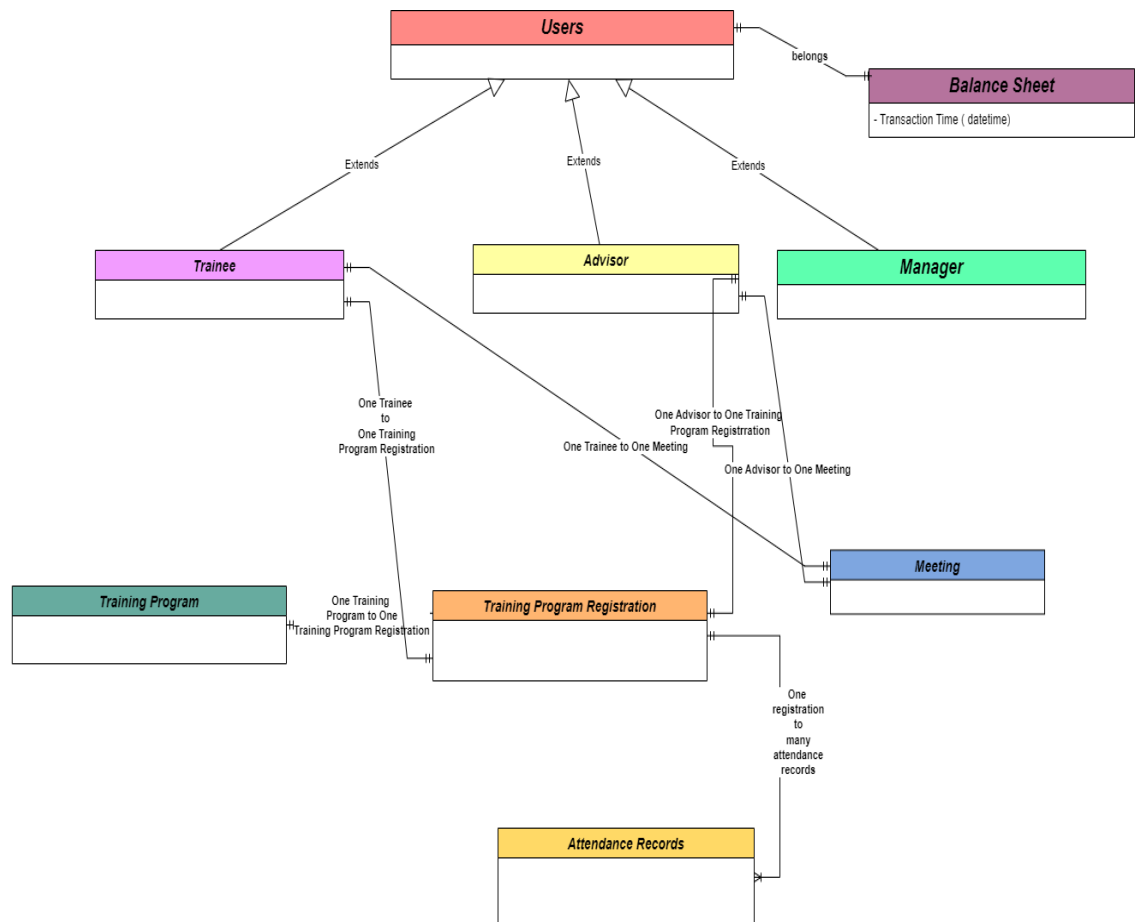 Users
belongs
Balance Sheet
- Transaction Time ( datetime)
Extends
Extends
Extends
Trainee
Advisor
Manager
One Trainee
to
One Training
Program Registration
One Advisor to One Training
Program Registrration
One Trainee to One Meeting
One Advisor to One Meeting
Meeting
Training Program
One Training
Program to One
Training Program Registration
Training Program Registration
One
registration
to
many
attendance
records
Attendance Records